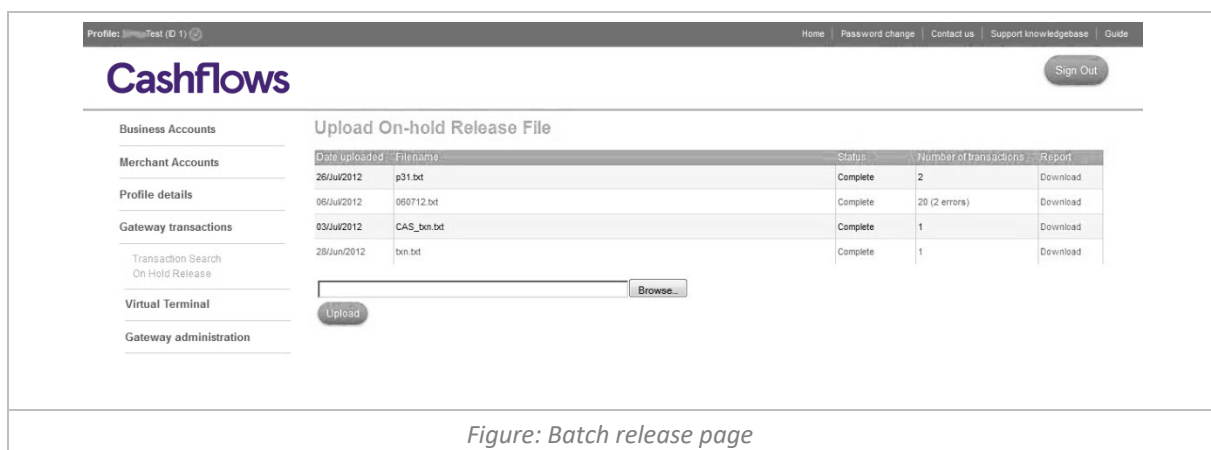 Profile: Test (ID 1)
Home | Password change | Contact us | Support knowledgebase | Guide
Cashflows
Sign Out
Business Accounts
Merchant Accounts
Profile details
Gateway transactions
Transaction Search
On Hold Release
Virtual Terminal
Gateway administration
Upload On-hold Release File
Date uploaded Filename Status Number of transactions Report
26/Jul/2012 p31.txt Complete 2 Download
06/Jul/2012 060712.txt Complete 20 (2 errors) Download
03/Jul/2012 CAS_txn.txt Complete 1 Download
28/Jun/2012 txn.txt Complete 1 Download
Browse...
Upload
Figure: Batch release page